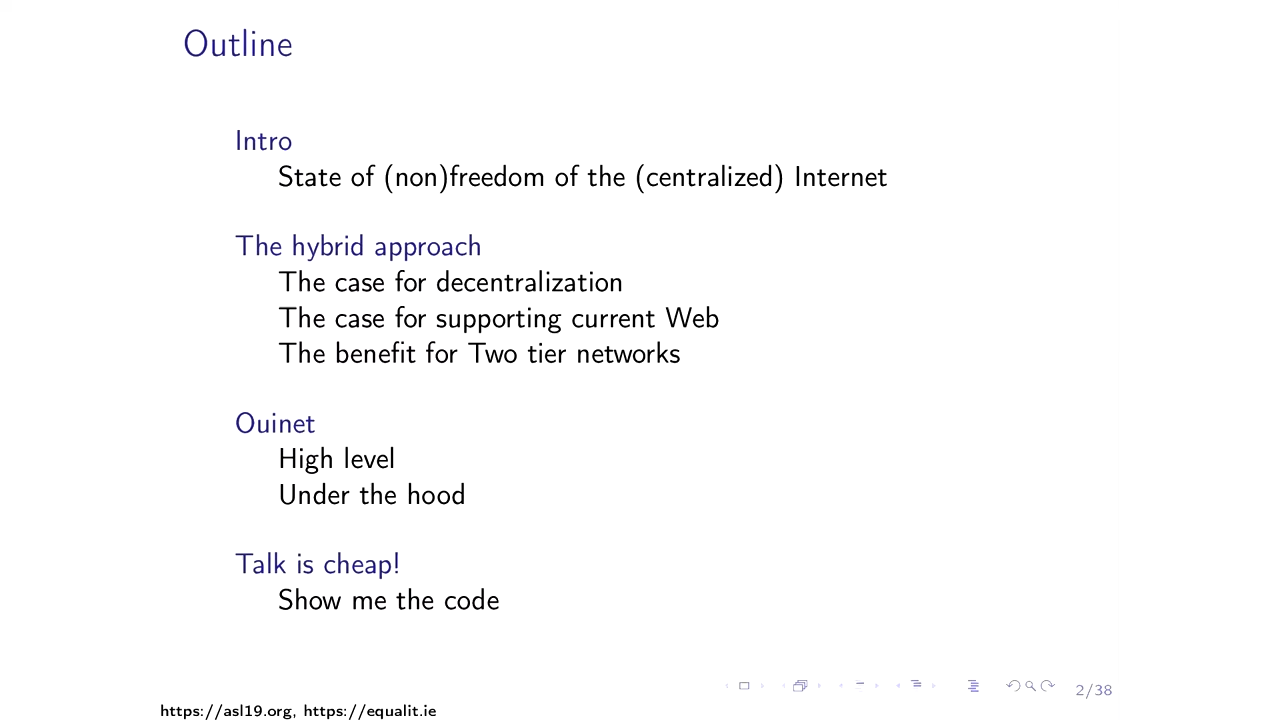 Outline
Intro
State of (non)freedom of the (centralized) Internet
The hybrid approach
The case for decentralization
The case for supporting current Web
The benefit for Two tier networks
Ouinet
High level
Under the hood
Talk is cheap!
Show me the code
2/38
https://asl19.org, https://equalit.ie